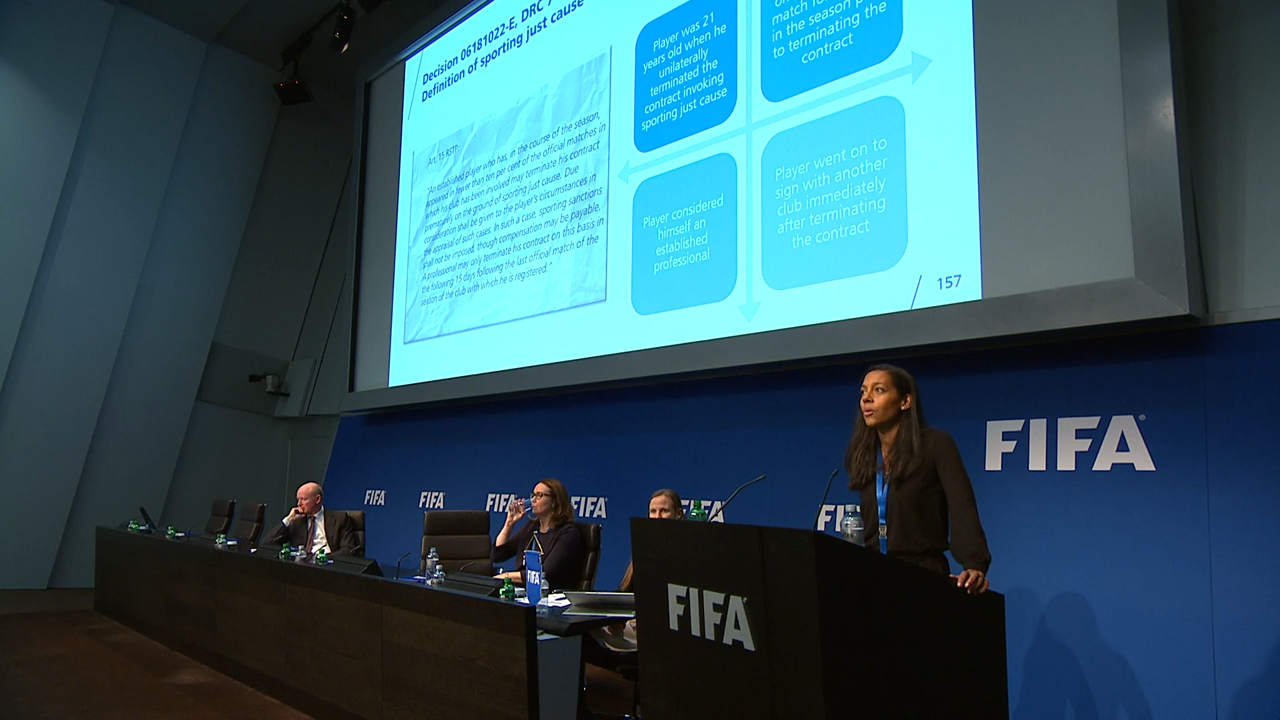 Decision 06181022-E, DRC
Definition of sporting just cause
Art. 15 RSTP:
"An established player who has, in the course of the season,
appeared in fewer than ten per cent of the official matches in
which his club has been involved may terminate his contract
prematurely on the ground of sporting just cause. Due
consideration shall be given to the player's circumstances in
the appraisal of such cases. In such a case, sporting sanctions
shall not be imposed, though compensation may be payable.
A professional may only terminate his contract on this basis in
the following 15 days following the last official match of the
season of the club with which he is registered."
Player was 21
years old when he
unilaterally
terminated the
contract invoking
sporting just cause
match
in the season
to terminating the
contract
Player considered
himself an
established
professional
Player went on to
sign with another
club immediately
after terminating
the contract
157
FIFA
FIFA
FIFA
FIFA
FIFA
FIFA
FIFA
FIFA